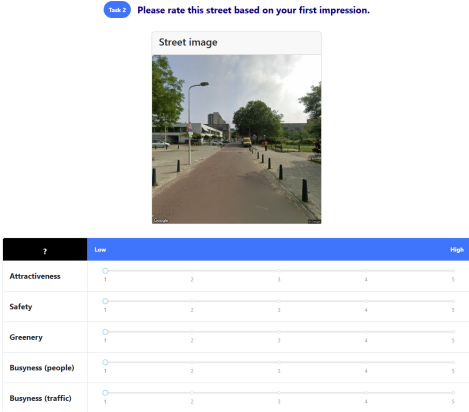 Task 2 Please rate this street based on your first impression.
Street image
Google
? Low High
Attractiveness 1 2 3 4 5
Safety 1 2 3 4 5
Greenery 1 2 3 4 5
Busyness (people) 1 2 3 4 5
Busyness (traffic) 1 2 3 4 5